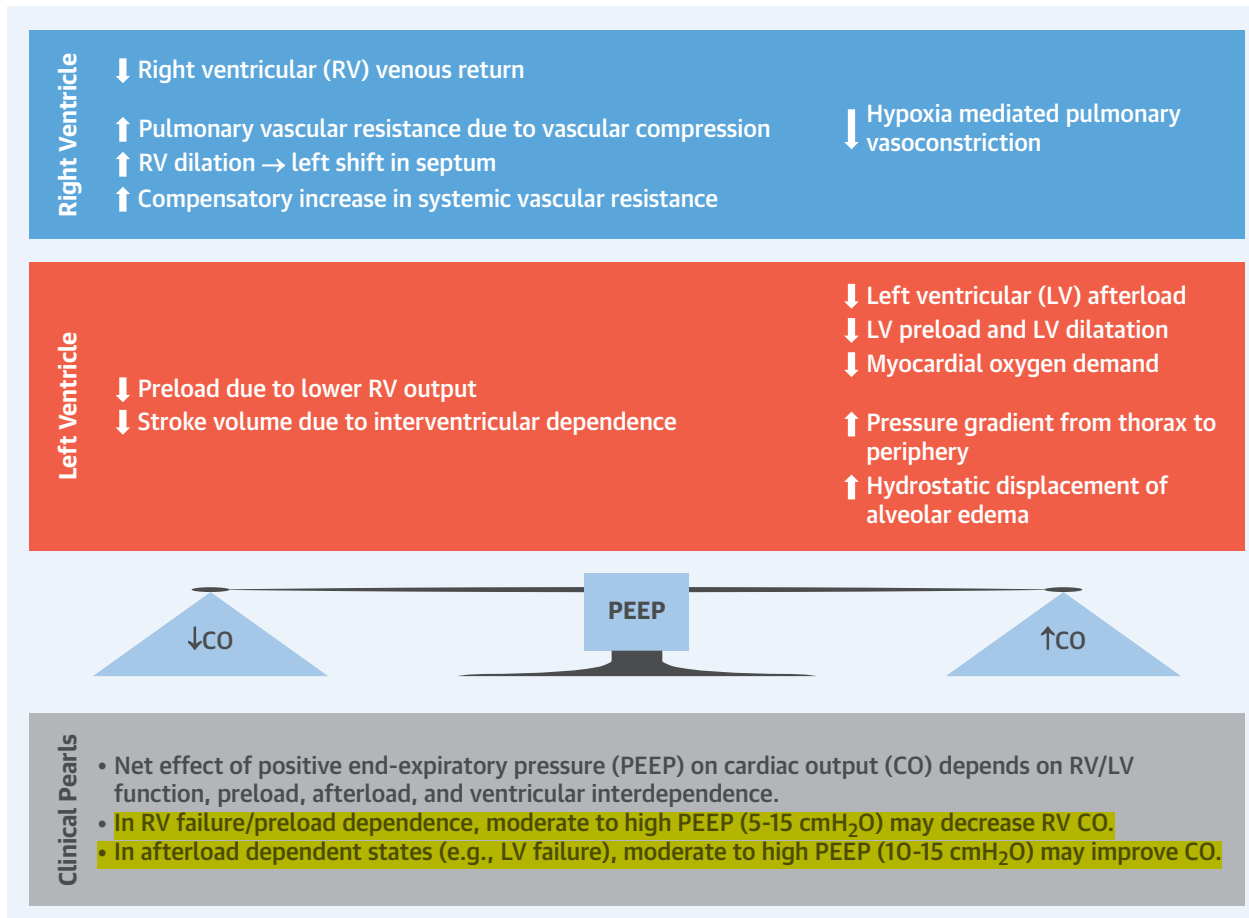 Right Ventricle
↓ Right ventricular (RV) venous return
↑ Pulmonary vascular resistance due to vascular compression
↑ RV dilation → left shift in septum
↑ Compensatory increase in systemic vascular resistance
↓ Hypoxia mediated pulmonary
vasoconstriction
Left Ventricle
↓ Preload due to lower RV output
↓ Stroke volume due to interventricular dependence
↓ Left ventricular (LV) afterload
↓ LV preload and LV dilatation
↓ Myocardial oxygen demand
↑ Pressure gradient from thorax to
periphery
↑ Hydrostatic displacement of
alveolar edema
↓CO
PEEP
↑CO
Clinical Pearls
• Net effect of positive end-expiratory pressure (PEEP) on cardiac output (CO) depends on RV/LV
function, preload, afterload, and ventricular interdependence.
• In RV failure/preload dependence, moderate to high PEEP (5-15 cmH₂O) may decrease RV CO.
• In afterload dependent states (e.g., LV failure), moderate to high PEEP (10-15 cmH₂O) may improve CO.